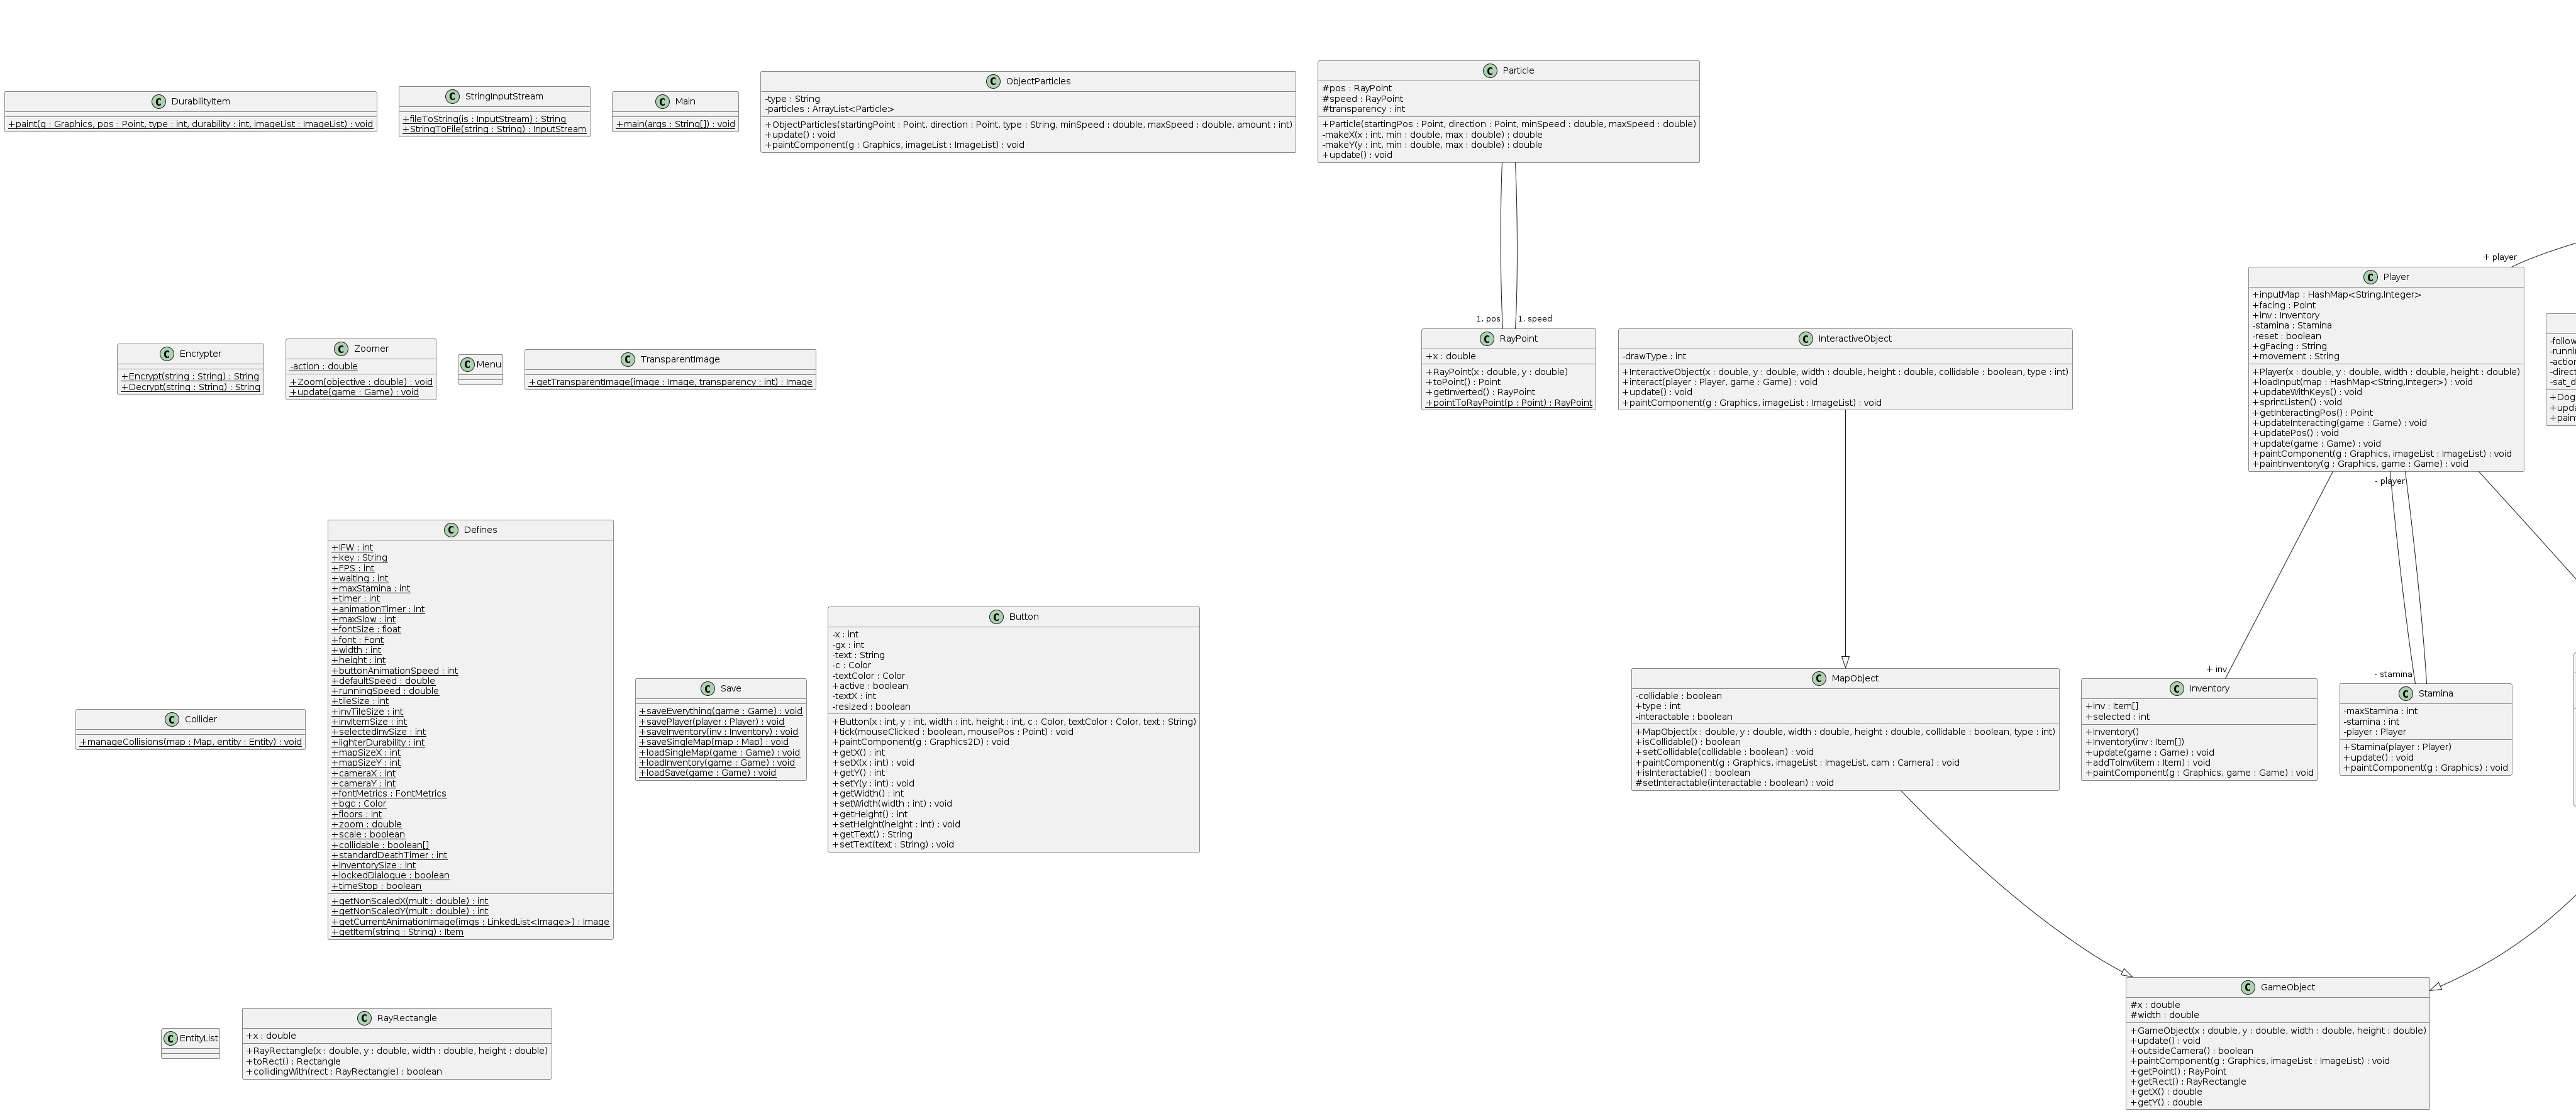 DurabilityItem
+paint(g : Graphics, pos : Point, type : int, durability : int, imageList : ImageList) : void
StringInputStream
+fileToString(is : InputStream) : String
+StringToFile(string : String) : InputStream
Main
+main(args : String[]) : void
ObjectParticles
-type : String
-particles : ArrayList<Particle>
+ObjectParticles(startingPoint : Point, direction : Point, type : String, minSpeed : double, maxSpeed : double, amount : int)
+update() : void
+paintComponent(g : Graphics, imageList : ImageList) : void
Particle
#pos : RayPoint
#speed : RayPoint
#transparency : int
+Particle(startingPos : Point, direction : Point, minSpeed : double, maxSpeed : double)
-makeX(x : int, min : double, max : double) : double
-makeY(y : int, min : double, max : double) : double
+update() : void
+ player
Player
+inputMap : HashMap<String,Integer>
+facing : Point
+inv : Inventory
-stamina : Stamina
-reset : boolean
+gFacing : String
+movement : String
+Player(x : double, y : double, width : double, height : double)
+loadInput(map : HashMap<String,Integer>) : void
+updateWithKeys() : void
+sprintListen() : void
+getInteractingPos() : Point
+updateInteracting(game : Game) : void
+updatePos() : void
+update(game : Game) : void
+paintComponent(g : Graphics, imageList : ImageList) : void
+paintInventory(g : Graphics, game : Game) : void
-follow
-runnin
-action
-direct
-sat_d
+Dog
+upda
+pain
Encrypter
+Encrypt(string : String) : String
+Decrypt(string : String) : String
Zoomer
-action : double
+Zoom(objective : double) : void
+update(game : Game) : void
Menu
TransparentImage
+getTransparentImage(image : Image, transparency : int) : Image
1. pos
1. speed
RayPoint
+x : double
+RayPoint(x : double, y : double)
+toPoint() : Point
+getInverted() : RayPoint
+pointToRayPoint(p : Point) : RayPoint
InteractiveObject
-drawType : int
+InteractiveObject(x : double, y : double, width : double, height : double, collidable : boolean, type : int)
+interact(player : Player, game : Game) : void
+update() : void
+paintComponent(g : Graphics, imageList : ImageList) : void
- player
Collider
+manageCollisions(map : Map, entity : Entity) : void
Defines
+IFW : int
+key : String
+FPS : int
+waiting : int
+maxStamina : int
+timer : int
+animationTimer : int
+maxSlow : int
+fontSize : float
+font : Font
+width : int
+height : int
+buttonAnimationSpeed : int
+defaultSpeed : double
+runningSpeed : double
+tileSize : int
+invTileSize : int
+invItemSize : int
+selectedInvSize : int
+lighterDurability : int
+mapSizeX : int
+mapSizeY : int
+cameraX : int
+cameraY : int
+fontMetrics : FontMetrics
+bgc : Color
+floors : int
+zoom : double
+scale : boolean
+collidable : boolean[]
+standardDeathTimer : int
+inventorySize : int
+lockedDialogue : boolean
+timeStop : boolean
+getNonScaledX(mult : double) : int
+getNonScaledY(mult : double) : int
+getCurrentAnimationImage(imgs : LinkedList<Image>) : Image
+getItem(string : String) : Item
Save
+saveEverything(game : Game) : void
+savePlayer(player : Player) : void
+saveInventory(inv : Inventory) : void
+saveSingleMap(map : Map) : void
+loadSingleMap(game : Game) : void
+loadInventory(game : Game) : void
+loadSave(game : Game) : void
Button
-x : int
-gx : int
-text : String
-c : Color
-textColor : Color
+active : boolean
-textX : int
-resized : boolean
+Button(x : int, y : int, width : int, height : int, c : Color, textColor : Color, text : String)
+tick(mouseClicked : boolean, mousePos : Point) : void
+paintComponent(g : Graphics2D) : void
+getX() : int
+setX(x : int) : void
+getY() : int
+setY(y : int) : void
+getWidth() : int
+setWidth(width : int) : void
+getHeight() : int
+setHeight(height : int) : void
+getText() : String
+setText(text : String) : void
MapObject
-collidable : boolean
+type : int
-interactable : boolean
+MapObject(x : double, y : double, width : double, height : double, collidable : boolean, type : int)
+isCollidable() : boolean
+setCollidable(collidable : boolean) : void
+paintComponent(g : Graphics, imageList : ImageList, cam : Camera) : void
+isInteractable() : boolean
#setInteractable(interactable : boolean) : void
+ inv
Inventory
+inv : Item[]
+selected : int
+Inventory()
+Inventory(inv : Item[])
+update(game : Game) : void
+addToInv(item : Item) : void
+paintComponent(g : Graphics, game : Game) : void
- stamina
Stamina
-maxStamina : int
-stamina : int
-player : Player
+Stamina(player : Player)
+update() : void
+paintComponent(g : Graphics) : void
EntityList
RayRectangle
+x : double
+RayRectangle(x : double, y : double, width : double, height : double)
+toRect() : Rectangle
+collidingWith(rect : RayRectangle) : boolean
GameObject
#x : double
#width : double
+GameObject(x : double, y : double, width : double, height : double)
+update() : void
+outsideCamera() : boolean
+paintComponent(g : Graphics, imageList : ImageList) : void
+getPoint() : RayPoint
+getRect() : RayRectangle
+getX() : double
+getY() : double